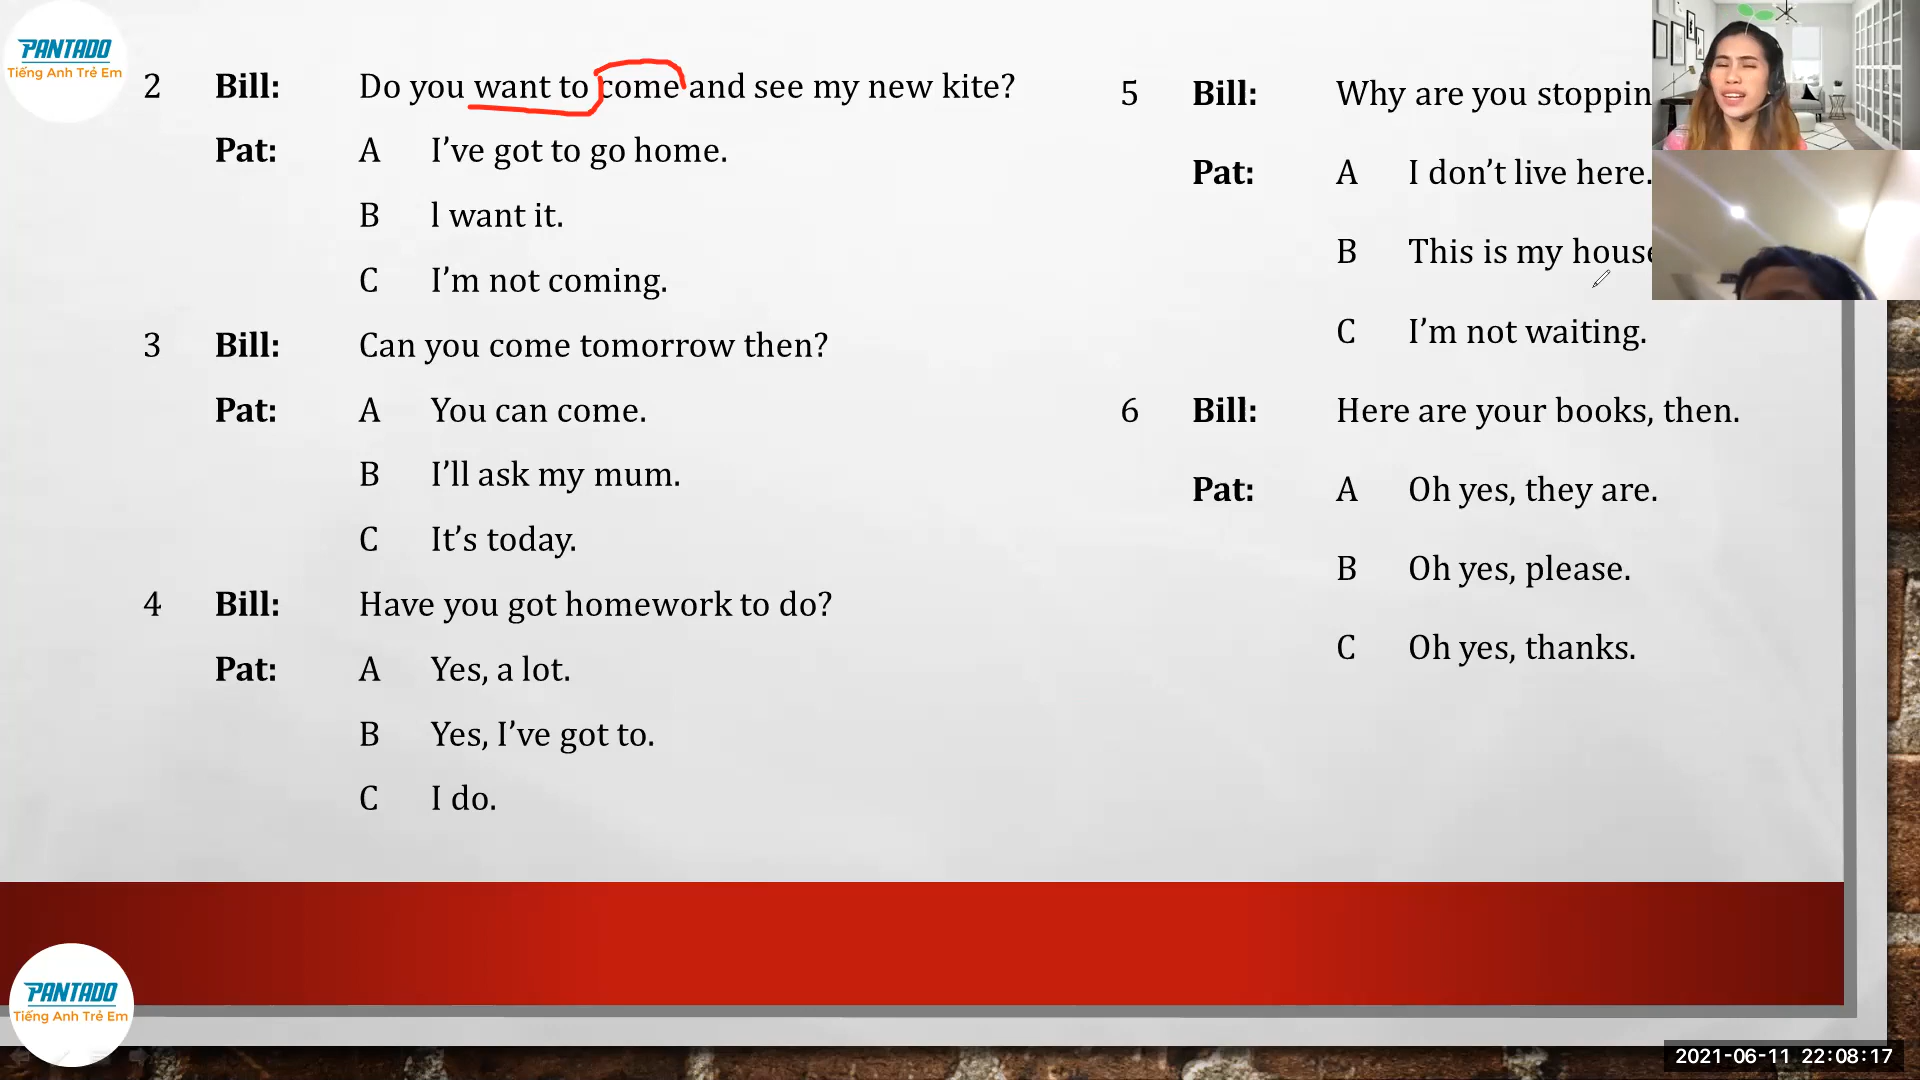 PANTADO
Tiếng Anh Trẻ Em
2 Bill: Do you want to come and see my new kite?
Pat: A I’ve got to go home.
B l want it.
C I’m not coming.
3 Bill: Can you come tomorrow then?
Pat: A You can come.
B I’ll ask my mum.
C It’s today.
4 Bill: Have you got homework to do?
Pat: A Yes, a lot.
B Yes, I’ve got to.
C I do.
5 Bill: Why are you stoppin
Pat: A I don’t live here.
B This is my house
C I’m not waiting.
6 Bill: Here are your books, then.
Pat: A Oh yes, they are.
B Oh yes, please.
C Oh yes, thanks.
PANTADO
Tiếng Anh Trẻ Em
2021-06-11 22:08:17